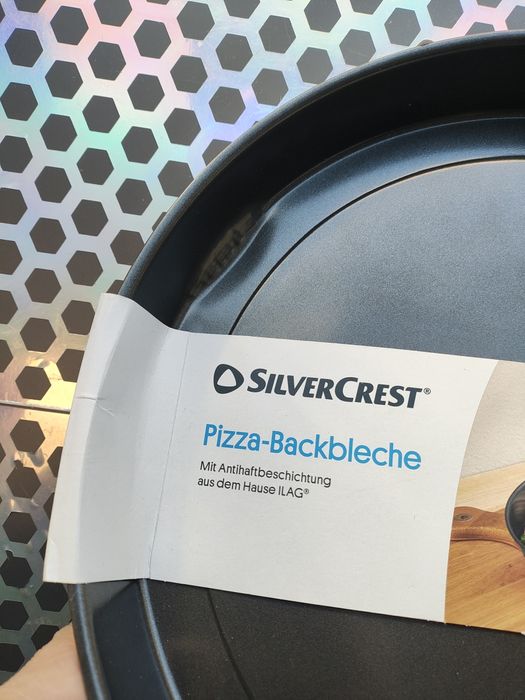 SILVERCREST®
Pizza-Backbleche
Mit Antihaftbeschichtung
aus dem Hause ILAG®